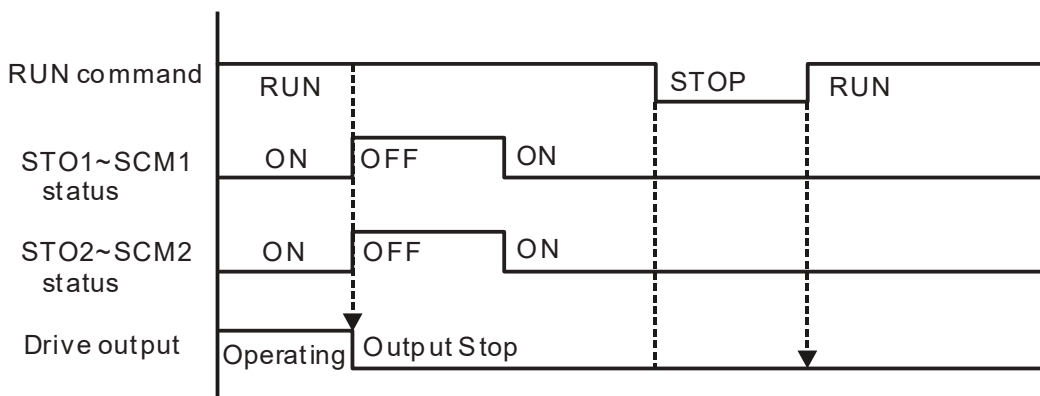 RUN command
RUN
STOP
RUN
STO1~SCM1
status
ON
OFF
ON
STO2~SCM2
status
ON
OFF
ON
Drive output
Operating
Output Stop